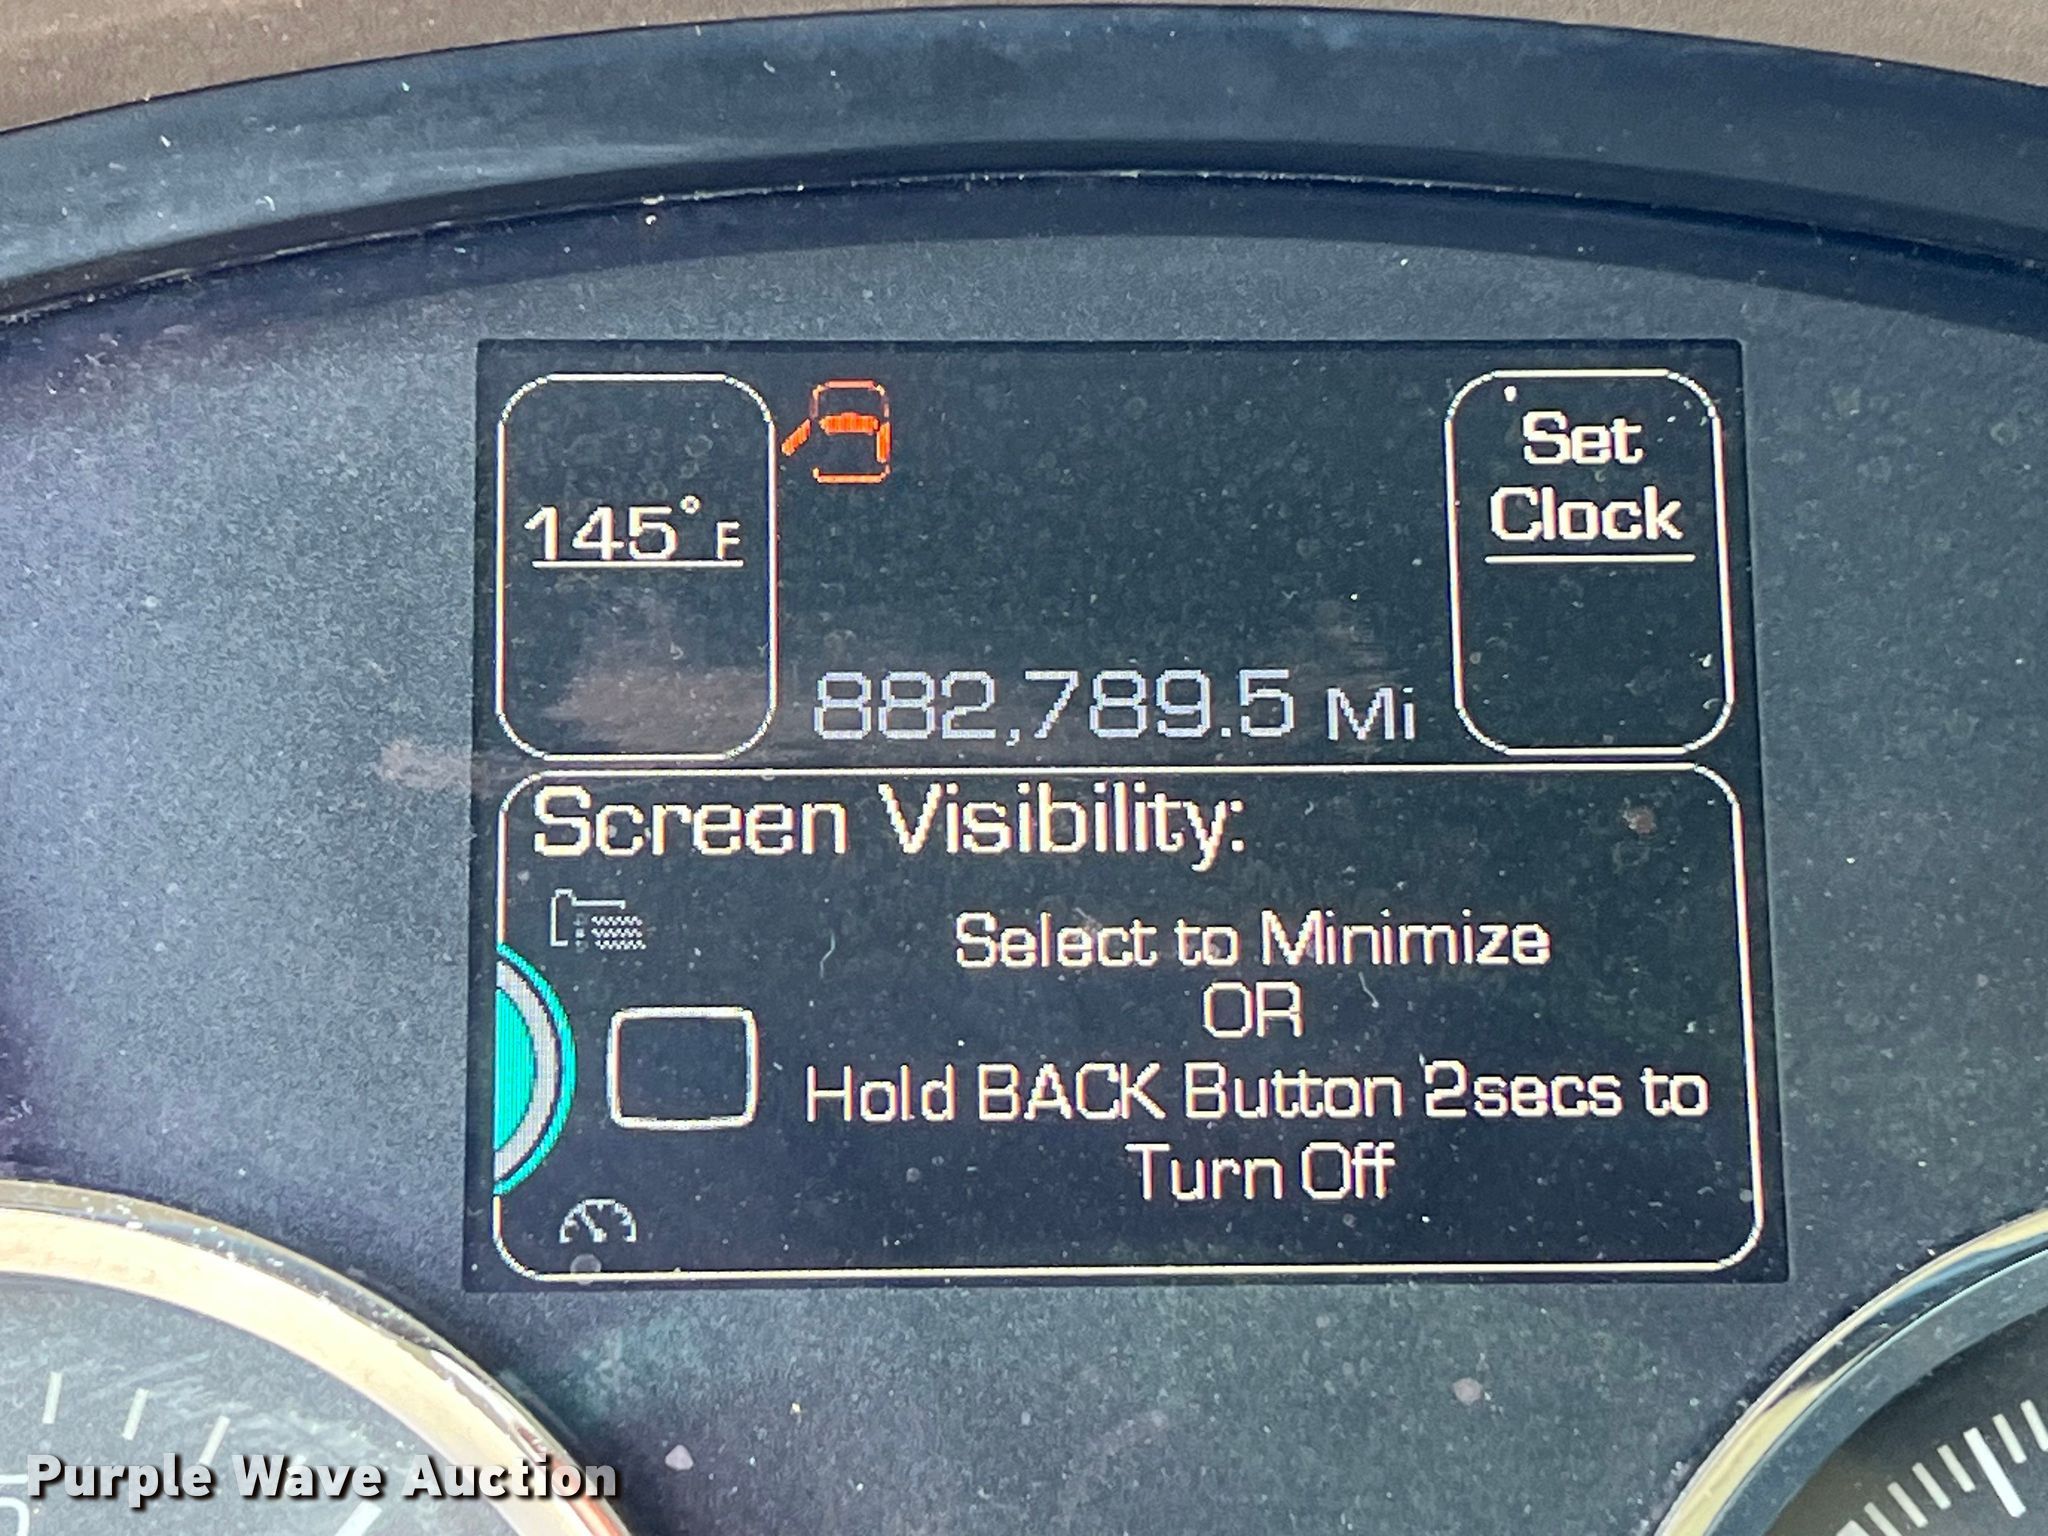 145° F
Set
Clock
882,789.5 Mi
Screen Visibility:
Select to Minimize
OR
Hold BACK Button 2secs to
Turn Off
Purple Wave Auction